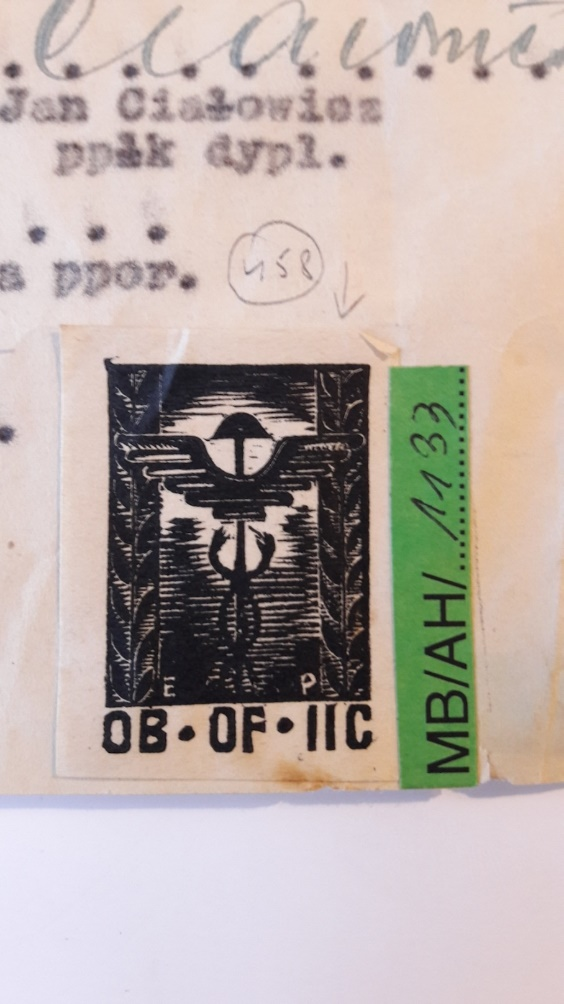 . . . . . . . . .
Jan Ciałowicz
ppłk dypl.
. . .
a ppor.
458
E P
OB • OF • IIC
MB/AH/ 1133